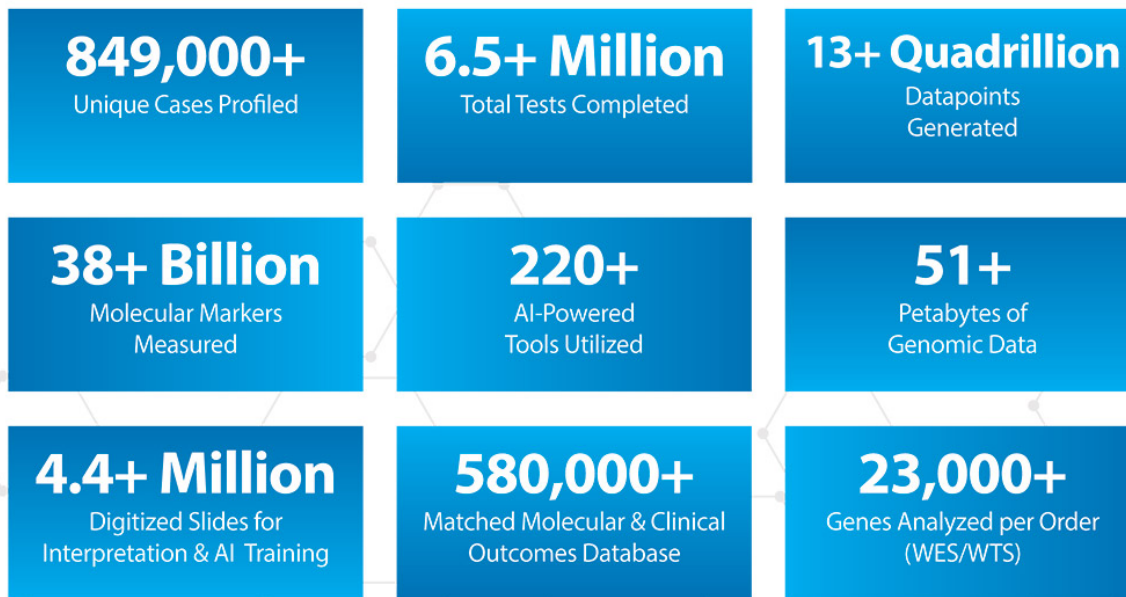 849,000+
Unique Cases Profiled
6.5+ Million
Total Tests Completed
13+ Quadrillion
Datapoints
Generated
38+ Billion
Molecular Markers
Measured
220+
AI-Powered
Tools Utilized
51+
Petabytes of
Genomic Data
4.4+ Million
Digitized Slides for
Interpretation & AI Training
580,000+
Matched Molecular & Clinical
Outcomes Database
23,000+
Genes Analyzed per Order
(WES/WTS)